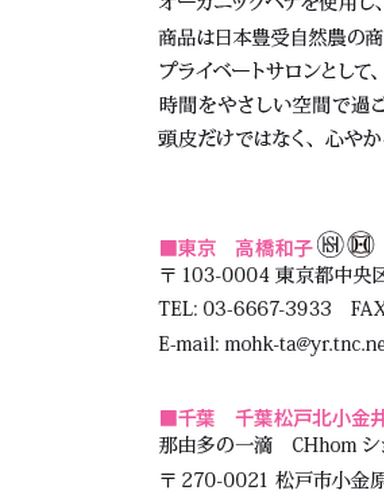 オーガニックヘナを使用し、
商品は日本豊受自然農の商
プライベートサロンとして、
時間をやさしい空間で過ご
頭皮だけではなく、心やか
■東京　高橋和子
〒103-0004 東京都中央区
TEL: 03-6667-3933　FAX
E-mail: mohk-ta@yr.tnc.ne
■千葉　千葉松戸北小金井
那由多の一滴　CHhom シ
〒270-0021 松戸市小金原